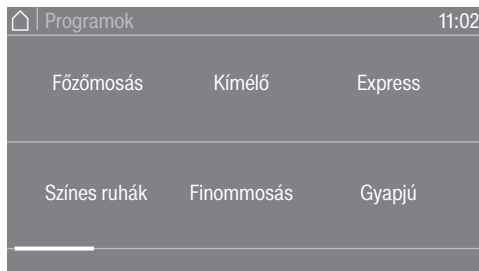 Programok 11:02
Főzőmosás Kímélő Express
Színes ruhák Finommosás Gyapjú